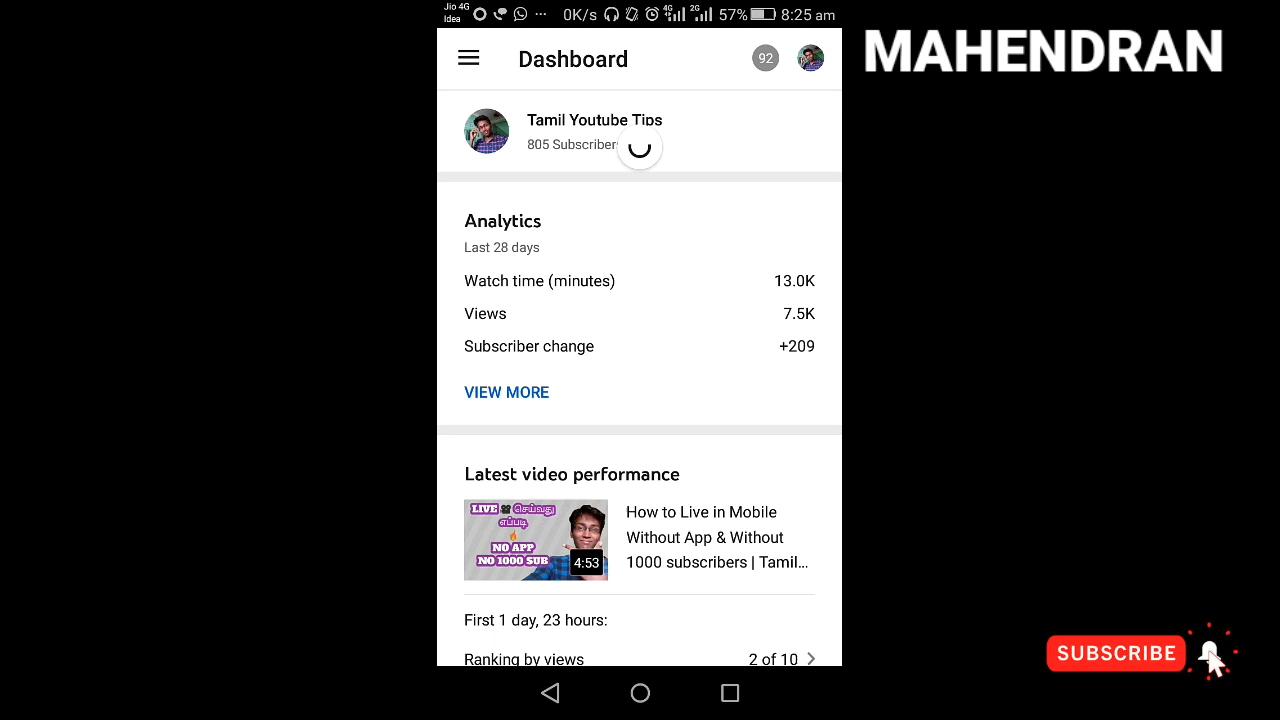 Jio 4G
Idea
0K/s
4G
2G
57%
8:25 am
MAHENDRAN
Dashboard
92
Tamil Youtube Tips
805 Subscribers
Analytics
Last 28 days
Watch time (minutes) 13.0K
Views 7.5K
Subscriber change +209
VIEW MORE
Latest video performance
LIVE செய்வது
எப்படி
NO APP
NO 1000 SUB
4:53
How to Live in Mobile
Without App & Without
1000 subscribers | Tamil...
First 1 day, 23 hours:
Ranking by views 2 of 10
SUBSCRIBE